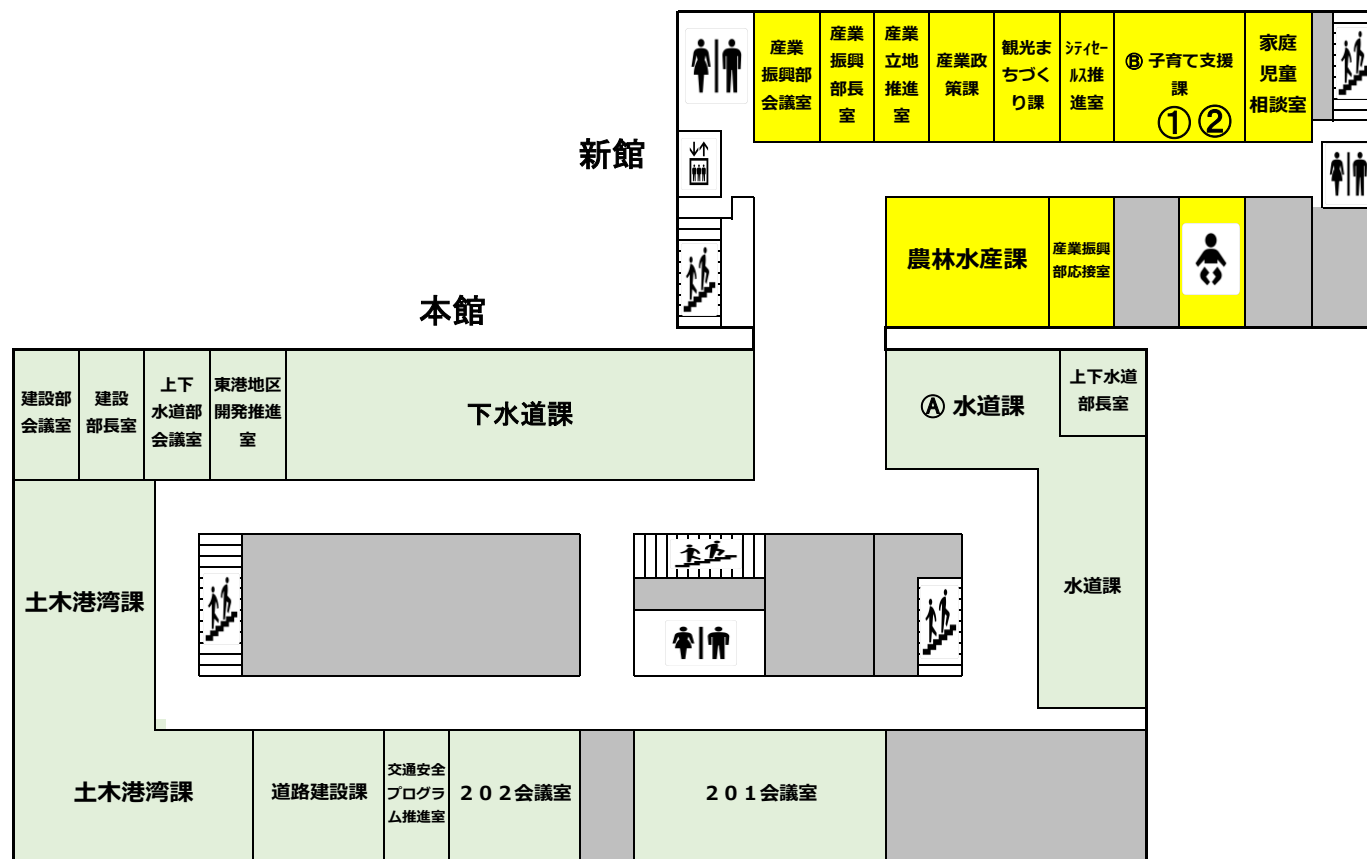 産業
振興部
会議室
産業
振興
部長
室
産業
立地
推進
室
産業政
策課
観光ま
ちづく
り課
ｼﾃｨｾｰ
ﾙｽ推
進室
Ⓑ 子育て支援
課
① ②
家庭
児童
相談室
新館
農林水産課
産業振興
部応接室
本館
建設部
会議室
建設
部長室
上下
水道部
会議室
東港地区
開発推進
室
下水道課
Ⓐ 水道課
上下水道
部長室
土木港湾課
水道課
土木港湾課
道路建設課
交通安全
プログラ
ム推進室
２０２会議室
２０１会議室